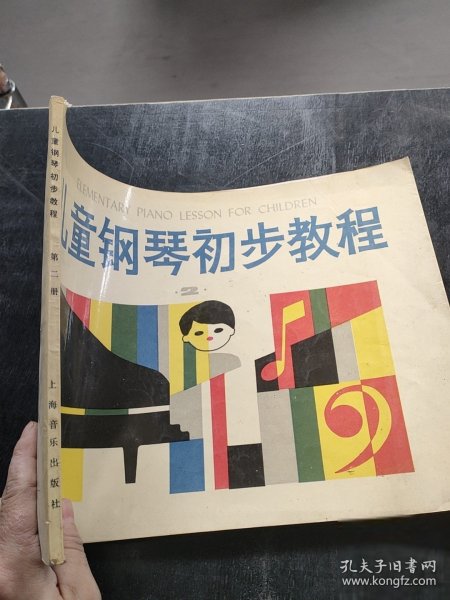 儿童钢琴初步教程 第二册 上海音乐出版社
ELEMENTARY PIANO LESSON FOR CHILDREN
儿童钢琴初步教程
·2·
孔夫子旧书网
www.kongfz.com